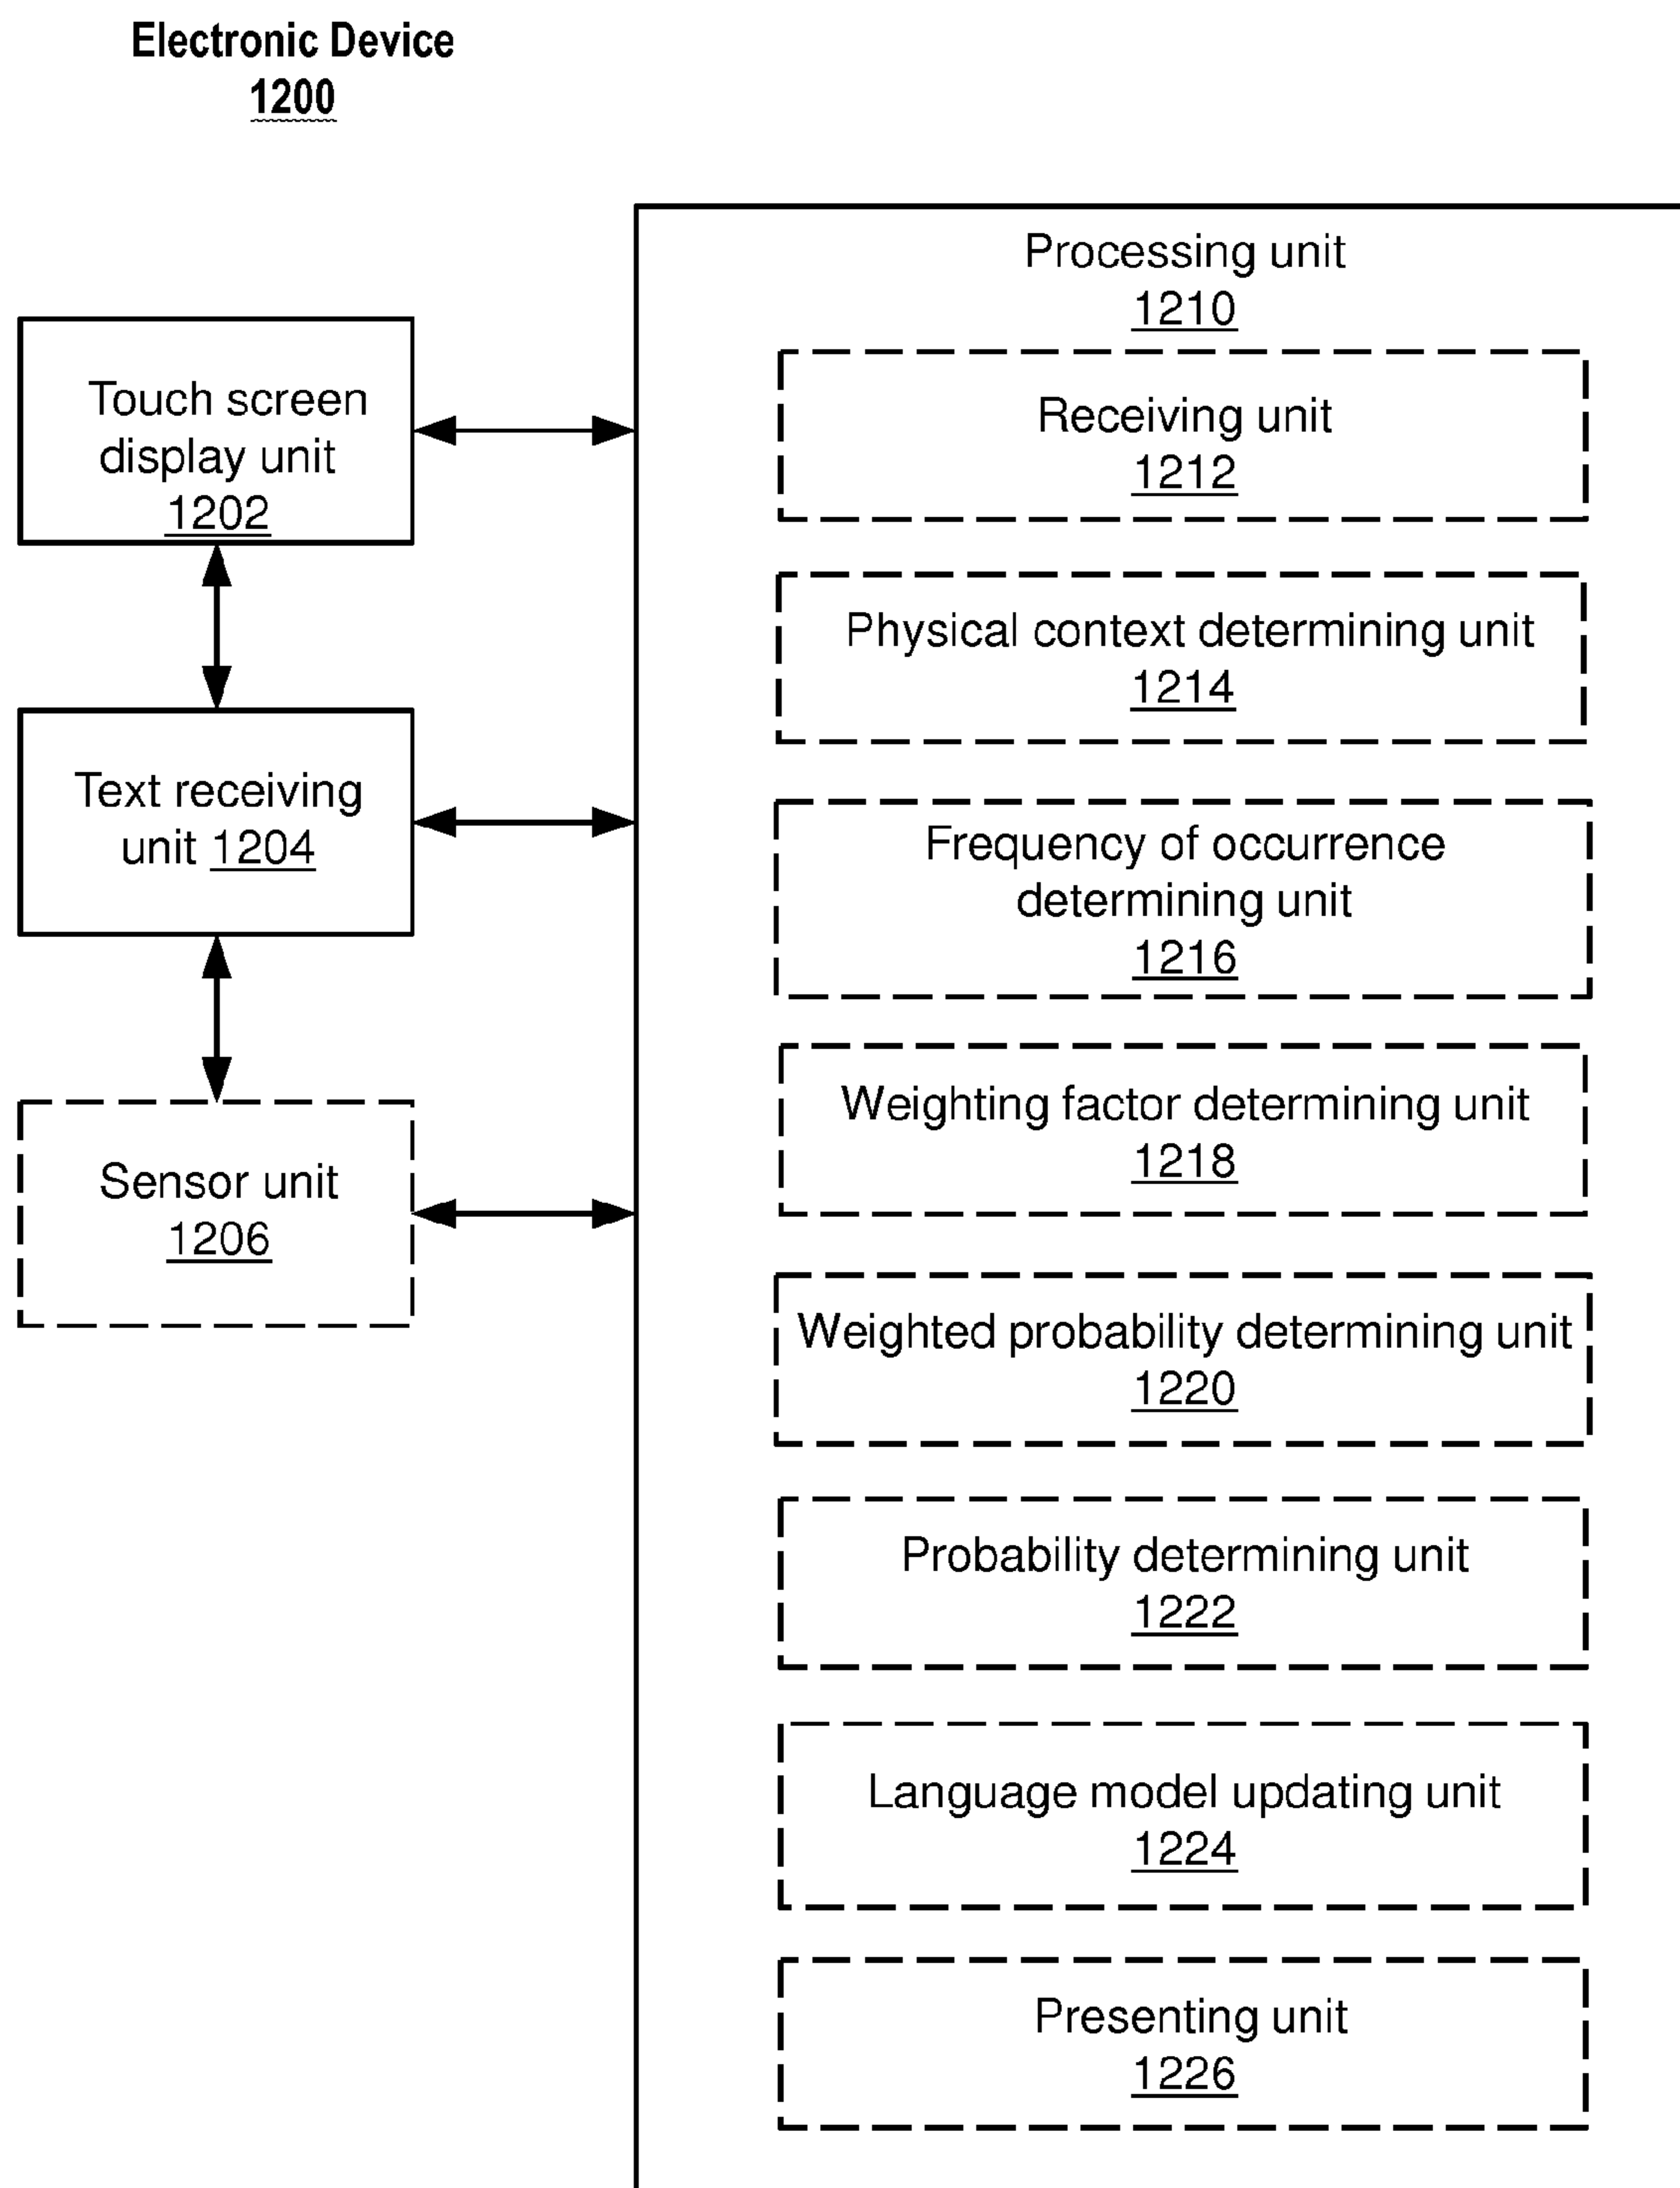 Electronic Device
1200
Processing unit
1210
Touch screen
display unit
1202
Text receiving
unit 1204
Sensor unit
1206
Receiving unit
1212
Physical context determining unit
1214
Frequency of occurrence
determining unit
1216
Weighting factor determining unit
1218
Weighted probability determining unit
1220
Probability determining unit
1222
Language model updating unit
1224
Presenting unit
1226